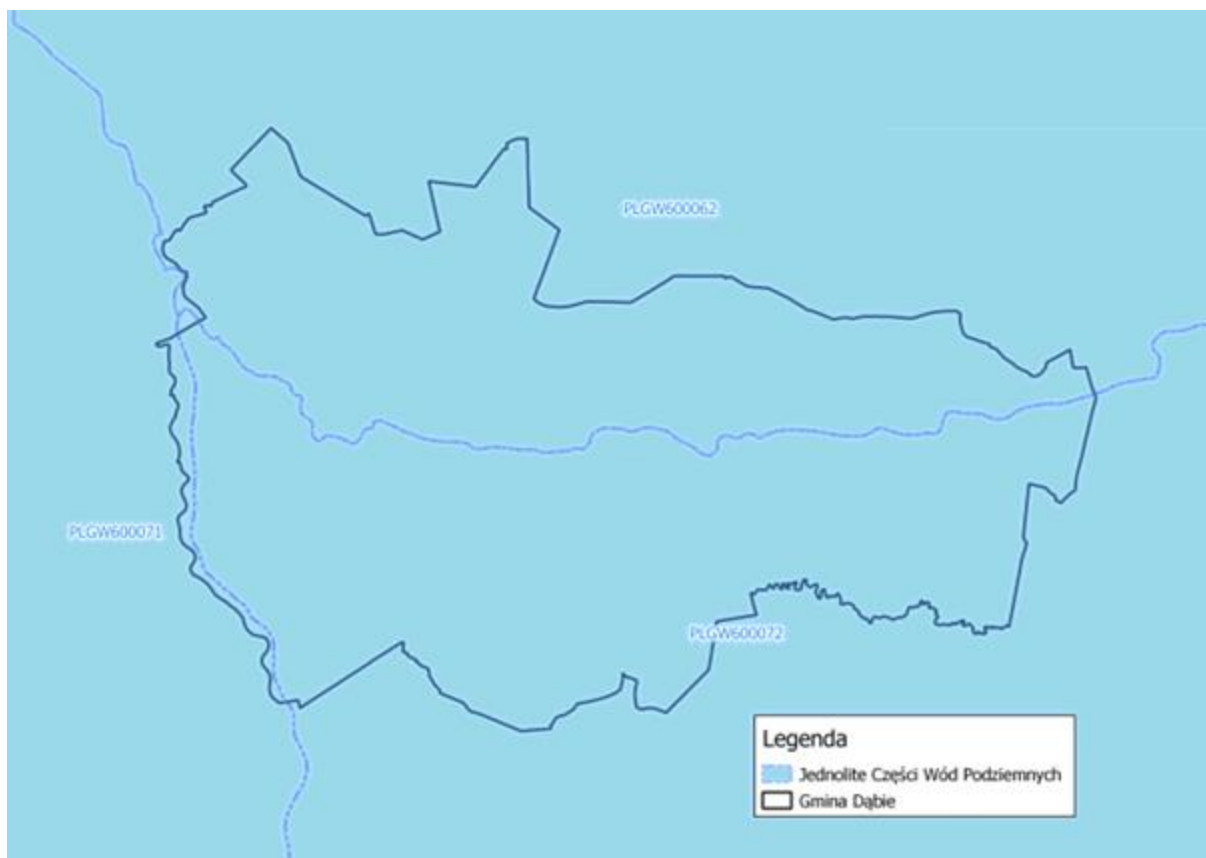 PLGW600062
PLGW600071
PLGW600072
Legenda
Jednolite Części Wód Podziemnych
Gmina Dąbie